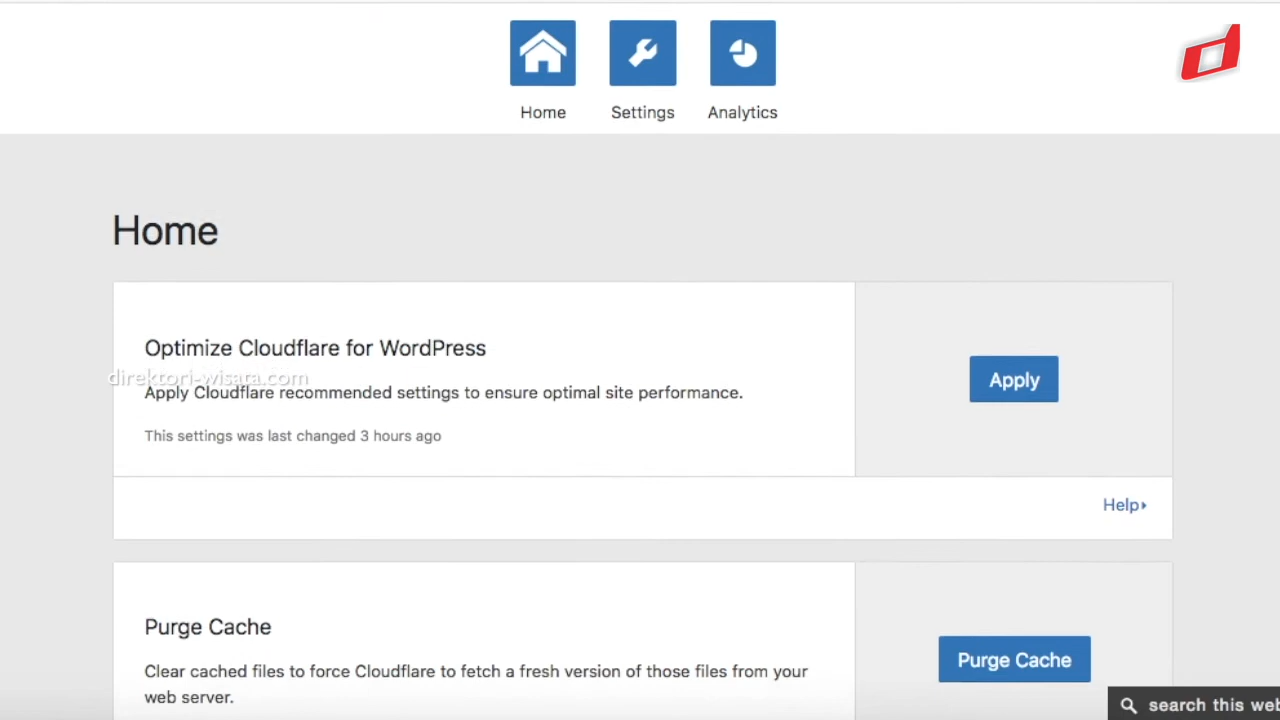 Home
Settings
Analytics
Home
Optimize Cloudflare for WordPress
direktori-wisata.com
Apply Cloudflare recommended settings to ensure optimal site performance.
This settings was last changed 3 hours ago
Apply
Help
Purge Cache
Clear cached files to force Cloudflare to fetch a fresh version of those files from your
web server.
Purge Cache
search this web